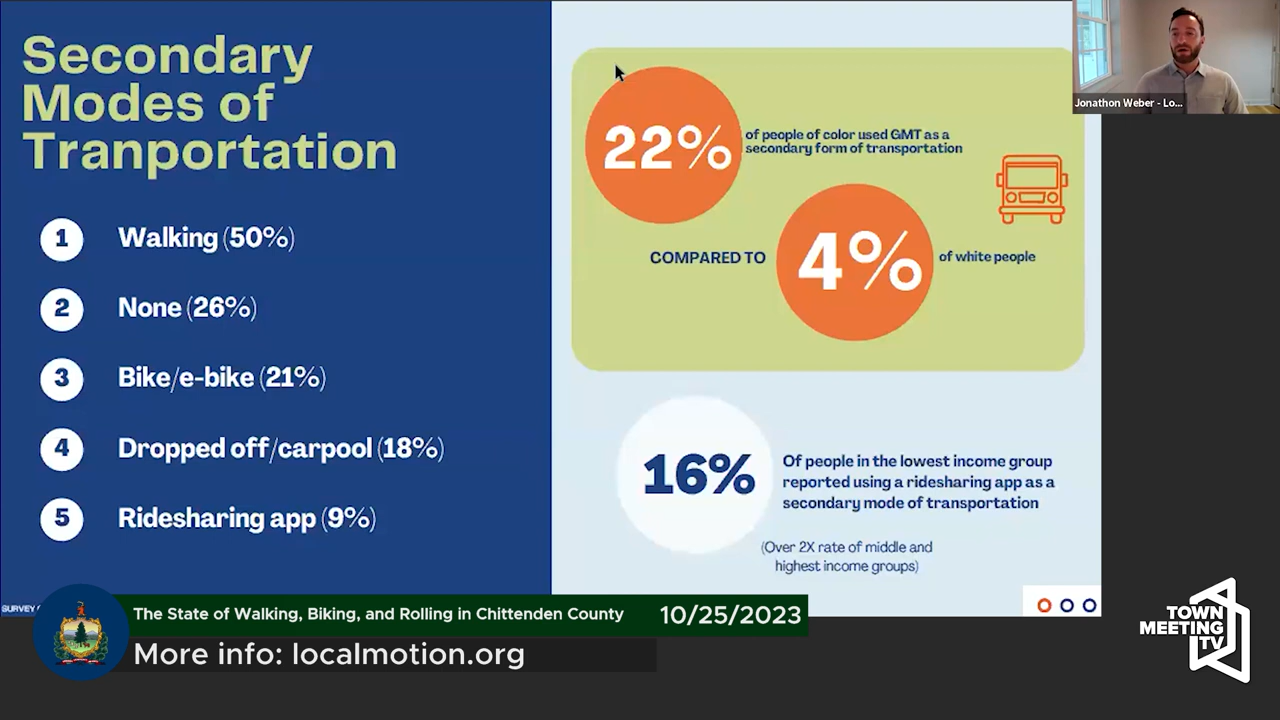 Secondary
Modes of
Tranportation
1 Walking (50%)
2 None (26%)
3 Bike/e-bike (21%)
4 Dropped off/carpool (18%)
5 Ridesharing app (9%)
22%
of people of color used GMT as a
secondary form of transportation
COMPARED TO 4% of white people
16%
Of people in the lowest income group
reported using a ridesharing app as a
secondary mode of transportation
(Over 2X rate of middle and
highest income groups)
Jonathon Weber - Lo...
SURVEY
The State of Walking, Biking, and Rolling in Chittenden County 10/25/2023
More info: localmotion.org
TOWN
MEETING
TV